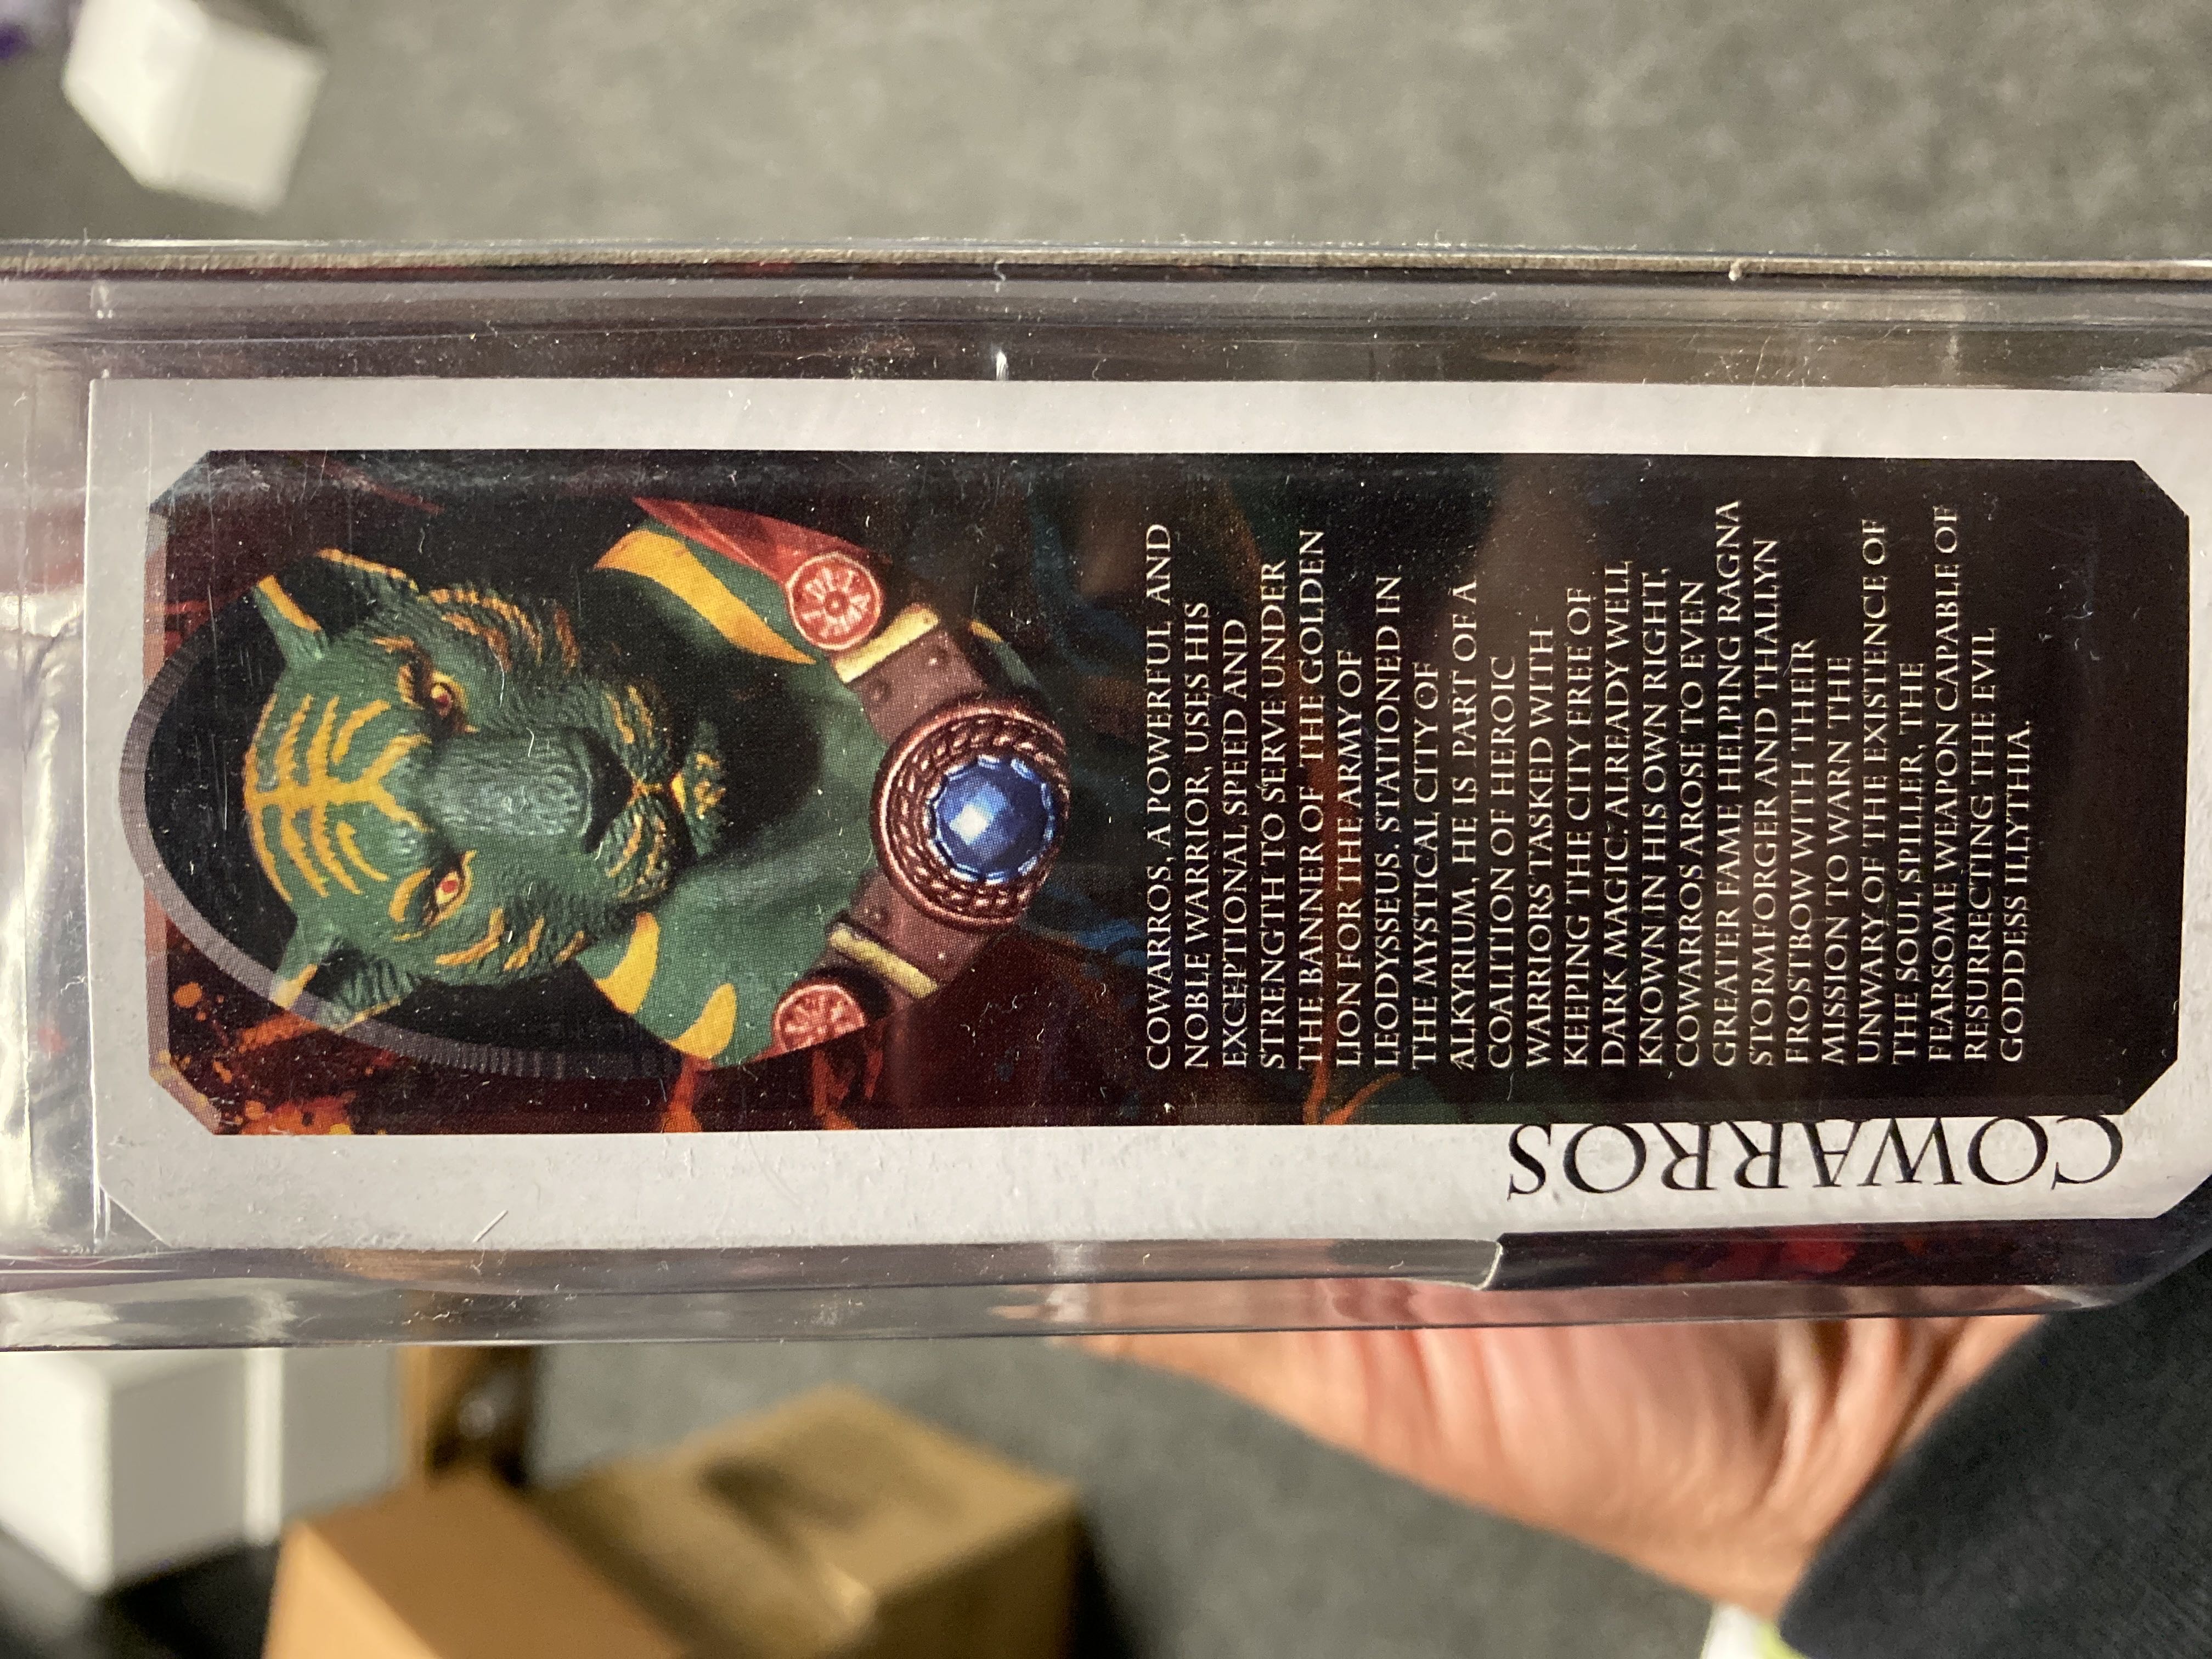 COWARROS, A POWERFUL AND
NOBLE WARRIOR, USES HIS
EXCEPTIONAL SPEED AND
STRENGTH TO SERVE UNDER
THE BANNER OF THE GOLDEN
LION FOR THE ARMY OF
LEODYSSEUS. STATIONED IN
THE MYSTICAL CITY OF
ALKYRIUM, HE IS PART OF A
COALITION OF HEROIC
WARRIORS TASKED WITH
KEEPING THE CITY FREE OF
DARK MAGIC. ALREADY WELL
KNOWN IN HIS OWN RIGHT,
COWARROS AROSE TO EVEN
GREATER FAME HELPING RAGNA
STORMFORGER AND THALLYN
FROSTBOW WITH THEIR
MISSION TO WARN THE
UNWARY OF THE EXISTENCE OF
THE SOUL SPILLER, THE
FEARSOME WEAPON CAPABLE OF
RESURRECTING THE EVIL
GODDESS ILLYTHIA.
COWARROS